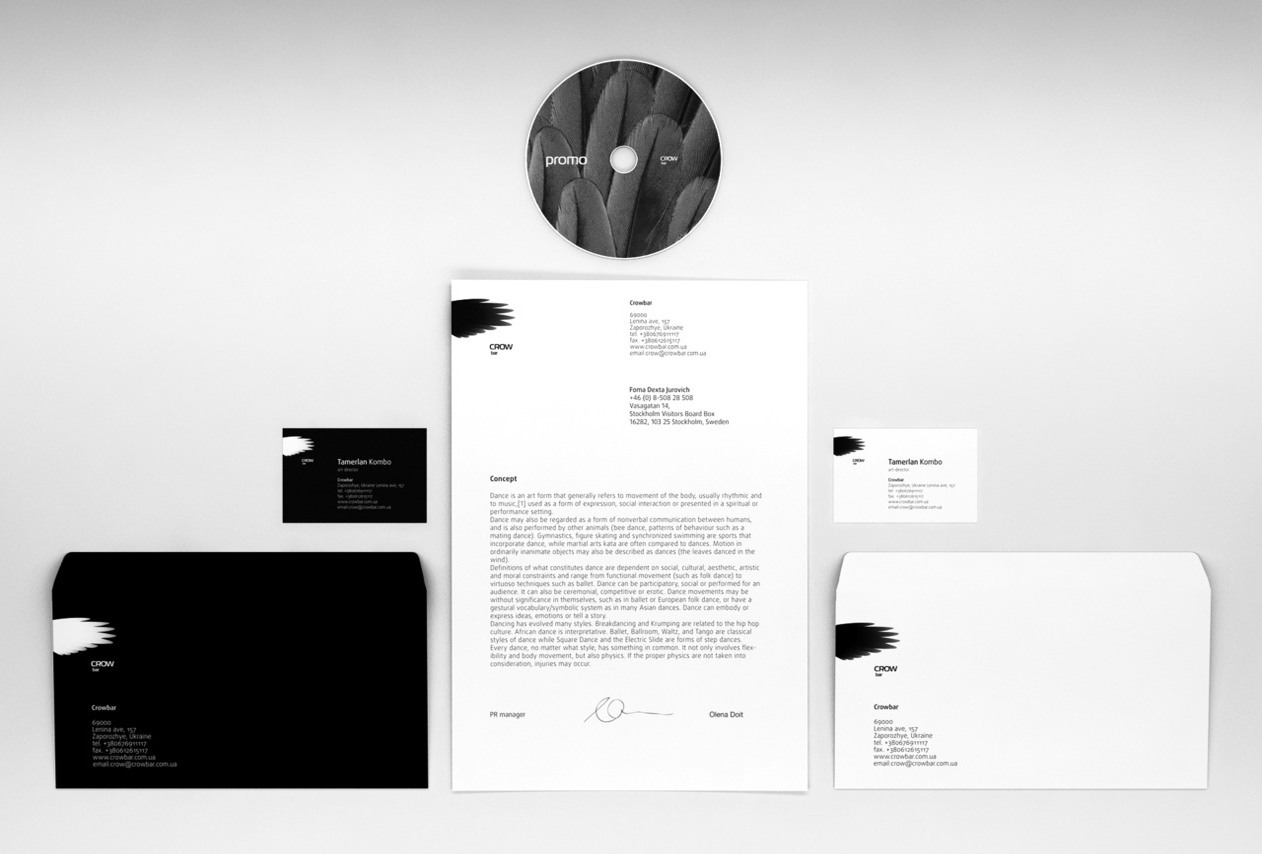 promo
CROW
bar
CROW
bar
Crowbar
69000
Lenina ave, 157
Zaporozhye, Ukraine
tel. +380676911117
fax. +380612615117
www.crowbar.com.ua
email:crow@crowbar.com.ua
Foma Dexta Jurovich
+46 (0) 8-508 28 508
Vasagatan 14,
Stockholm Visitors Board Box
16282, 103 25 Stockholm, Sweden
Concept
Dance is an art form that generally refers to movement of the body, usually rhythmic and
to music,[1] used as a form of expression, social interaction or presented in a spiritual or
performance setting.
Dance may also be regarded as a form of nonverbal communication between humans,
and is also performed by other animals (bee dance, patterns of behaviour such as a
mating dance). Gymnastics, figure skating and synchronized swimming are sports that
incorporate dance, while martial arts kata are often compared to dances. Motion in
ordinarily inanimate objects may also be described as dances (the leaves danced in the
wind).
Definitions of what constitutes dance are dependent on social, cultural, aesthetic, artistic
and moral constraints and range from functional movement (such as folk dance) to
virtuoso techniques such as ballet. Dance can be participatory, social or performed for an
audience. It can also be ceremonial, competitive or erotic. Dance movements may be
without significance in themselves, such as in ballet or European folk dance, or have a
gestural vocabulary/symbolic system as in many Asian dances. Dance can embody or
express ideas, emotions or tell a story.
Dancing has evolved many styles. Breakdancing and Krumping are related to the hip hop
culture. African dance is interpretative. Ballet, Ballroom, Waltz, and Tango are classical
styles of dance while Square Dance and the Electric Slide are forms of step dances.
Every dance, no matter what style, has something in common. It not only involves flex-
ibility and body movement, but also physics. If the proper physics are not taken into
consideration, injuries may occur.
PR manager
Olena Doit
CROW
bar
Tamerlan Kombo
art-director
Crowbar
Zaporozhye, Ukraine Lenina ave, 157
tel. +380676911117
fax. +380612615117
www.crowbar.com.ua
email:crow@crowbar.com.ua
CROW
bar
Tamerlan Kombo
art-director
Crowbar
Zaporozhye, Ukraine Lenina ave, 157
tel. +380676911117
fax. +380612615117
www.crowbar.com.ua
email:crow@crowbar.com.ua
CROW
bar
Crowbar
69000
Lenina ave, 157
Zaporozhye, Ukraine
tel. +380676911117
fax. +380612615117
www.crowbar.com.ua
email:crow@crowbar.com.ua
CROW
bar
Crowbar
69000
Lenina ave, 157
Zaporozhye, Ukraine
tel. +380676911117
fax. +380612615117
www.crowbar.com.ua
email:crow@crowbar.com.ua